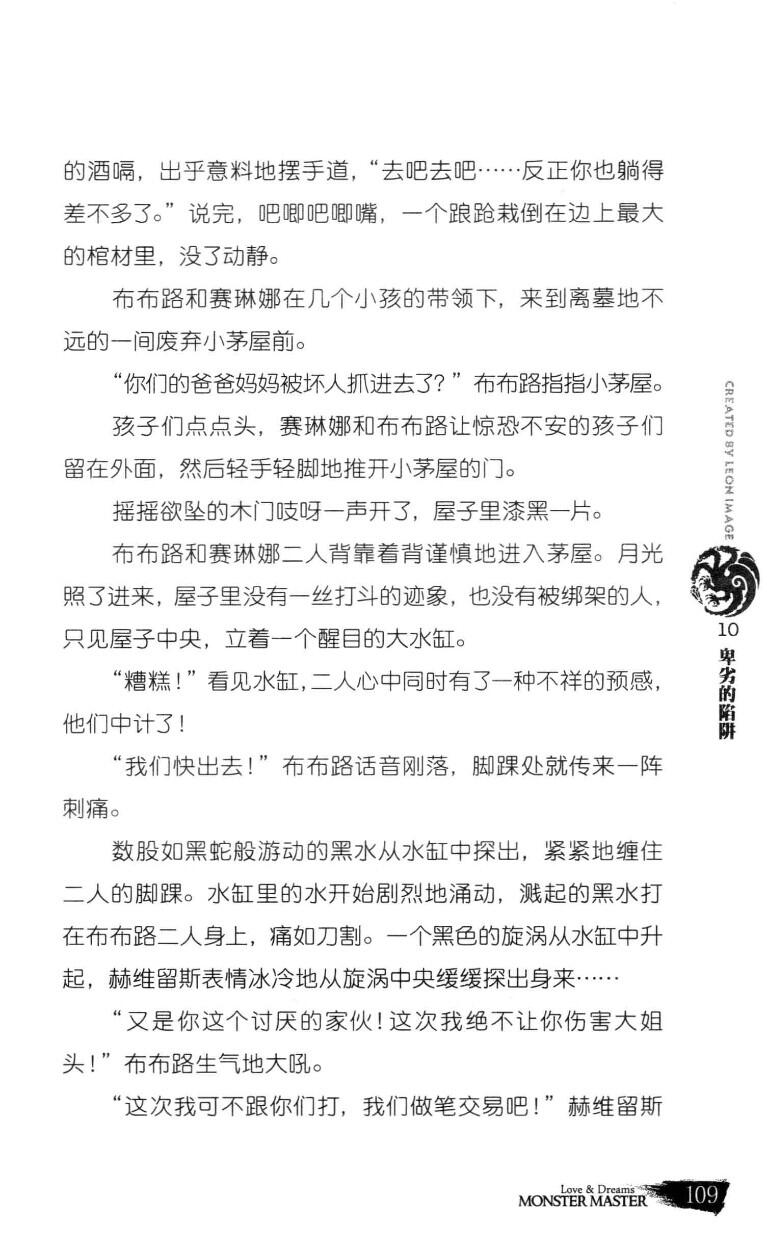 的酒嗝，出乎意料地摆手道，“去吧去吧……反正你也躺得
差不多了。”说完，吧唧吧唧嘴，一个踉跄栽倒在边上最大
的棺材里，没了动静。
布布路和赛琳娜在几个小孩的带领下，来到离墓地不
远的一间废弃小茅屋前。
“你们的爸爸妈妈被坏人抓进去了？”布布路指指小茅屋。
孩子们点点头，赛琳娜和布布路让惊恐不安的孩子们
留在外面，然后轻手轻脚地推开小茅屋的门。
摇摇欲坠的木门吱呀一声开了，屋子里漆黑一片。
布布路和赛琳娜二人背靠着背谨慎地进入茅屋。月光
照了进来，屋子里没有一丝打斗的迹象，也没有被绑架的人，
只见屋子中央，立着一个醒目的大水缸。
“糟糕！”看见水缸，二人心中同时有了一种不祥的预感，
他们中计了！
“我们快出去！”布布路话音刚落，脚踝处就传来一阵
刺痛。
数股如黑蛇般游动的黑水从水缸中探出，紧紧地缠住
二人的脚踝。水缸里的水开始剧烈地涌动，溅起的黑水打
在布布路二人身上，痛如刀割。一个黑色的旋涡从水缸中升
起，赫维留斯表情冰冷地从旋涡中央缓缓探出身来……
“又是你这个讨厌的家伙！这次我绝不让你伤害大姐
头！”布布路生气地大吼。
“这次我可不跟你们打，我们做笔交易吧！”赫维留斯
CREATED BY LEON IMAGE
10
卑劣的陷阱
Love & Dreams
MONSTER MASTER
109